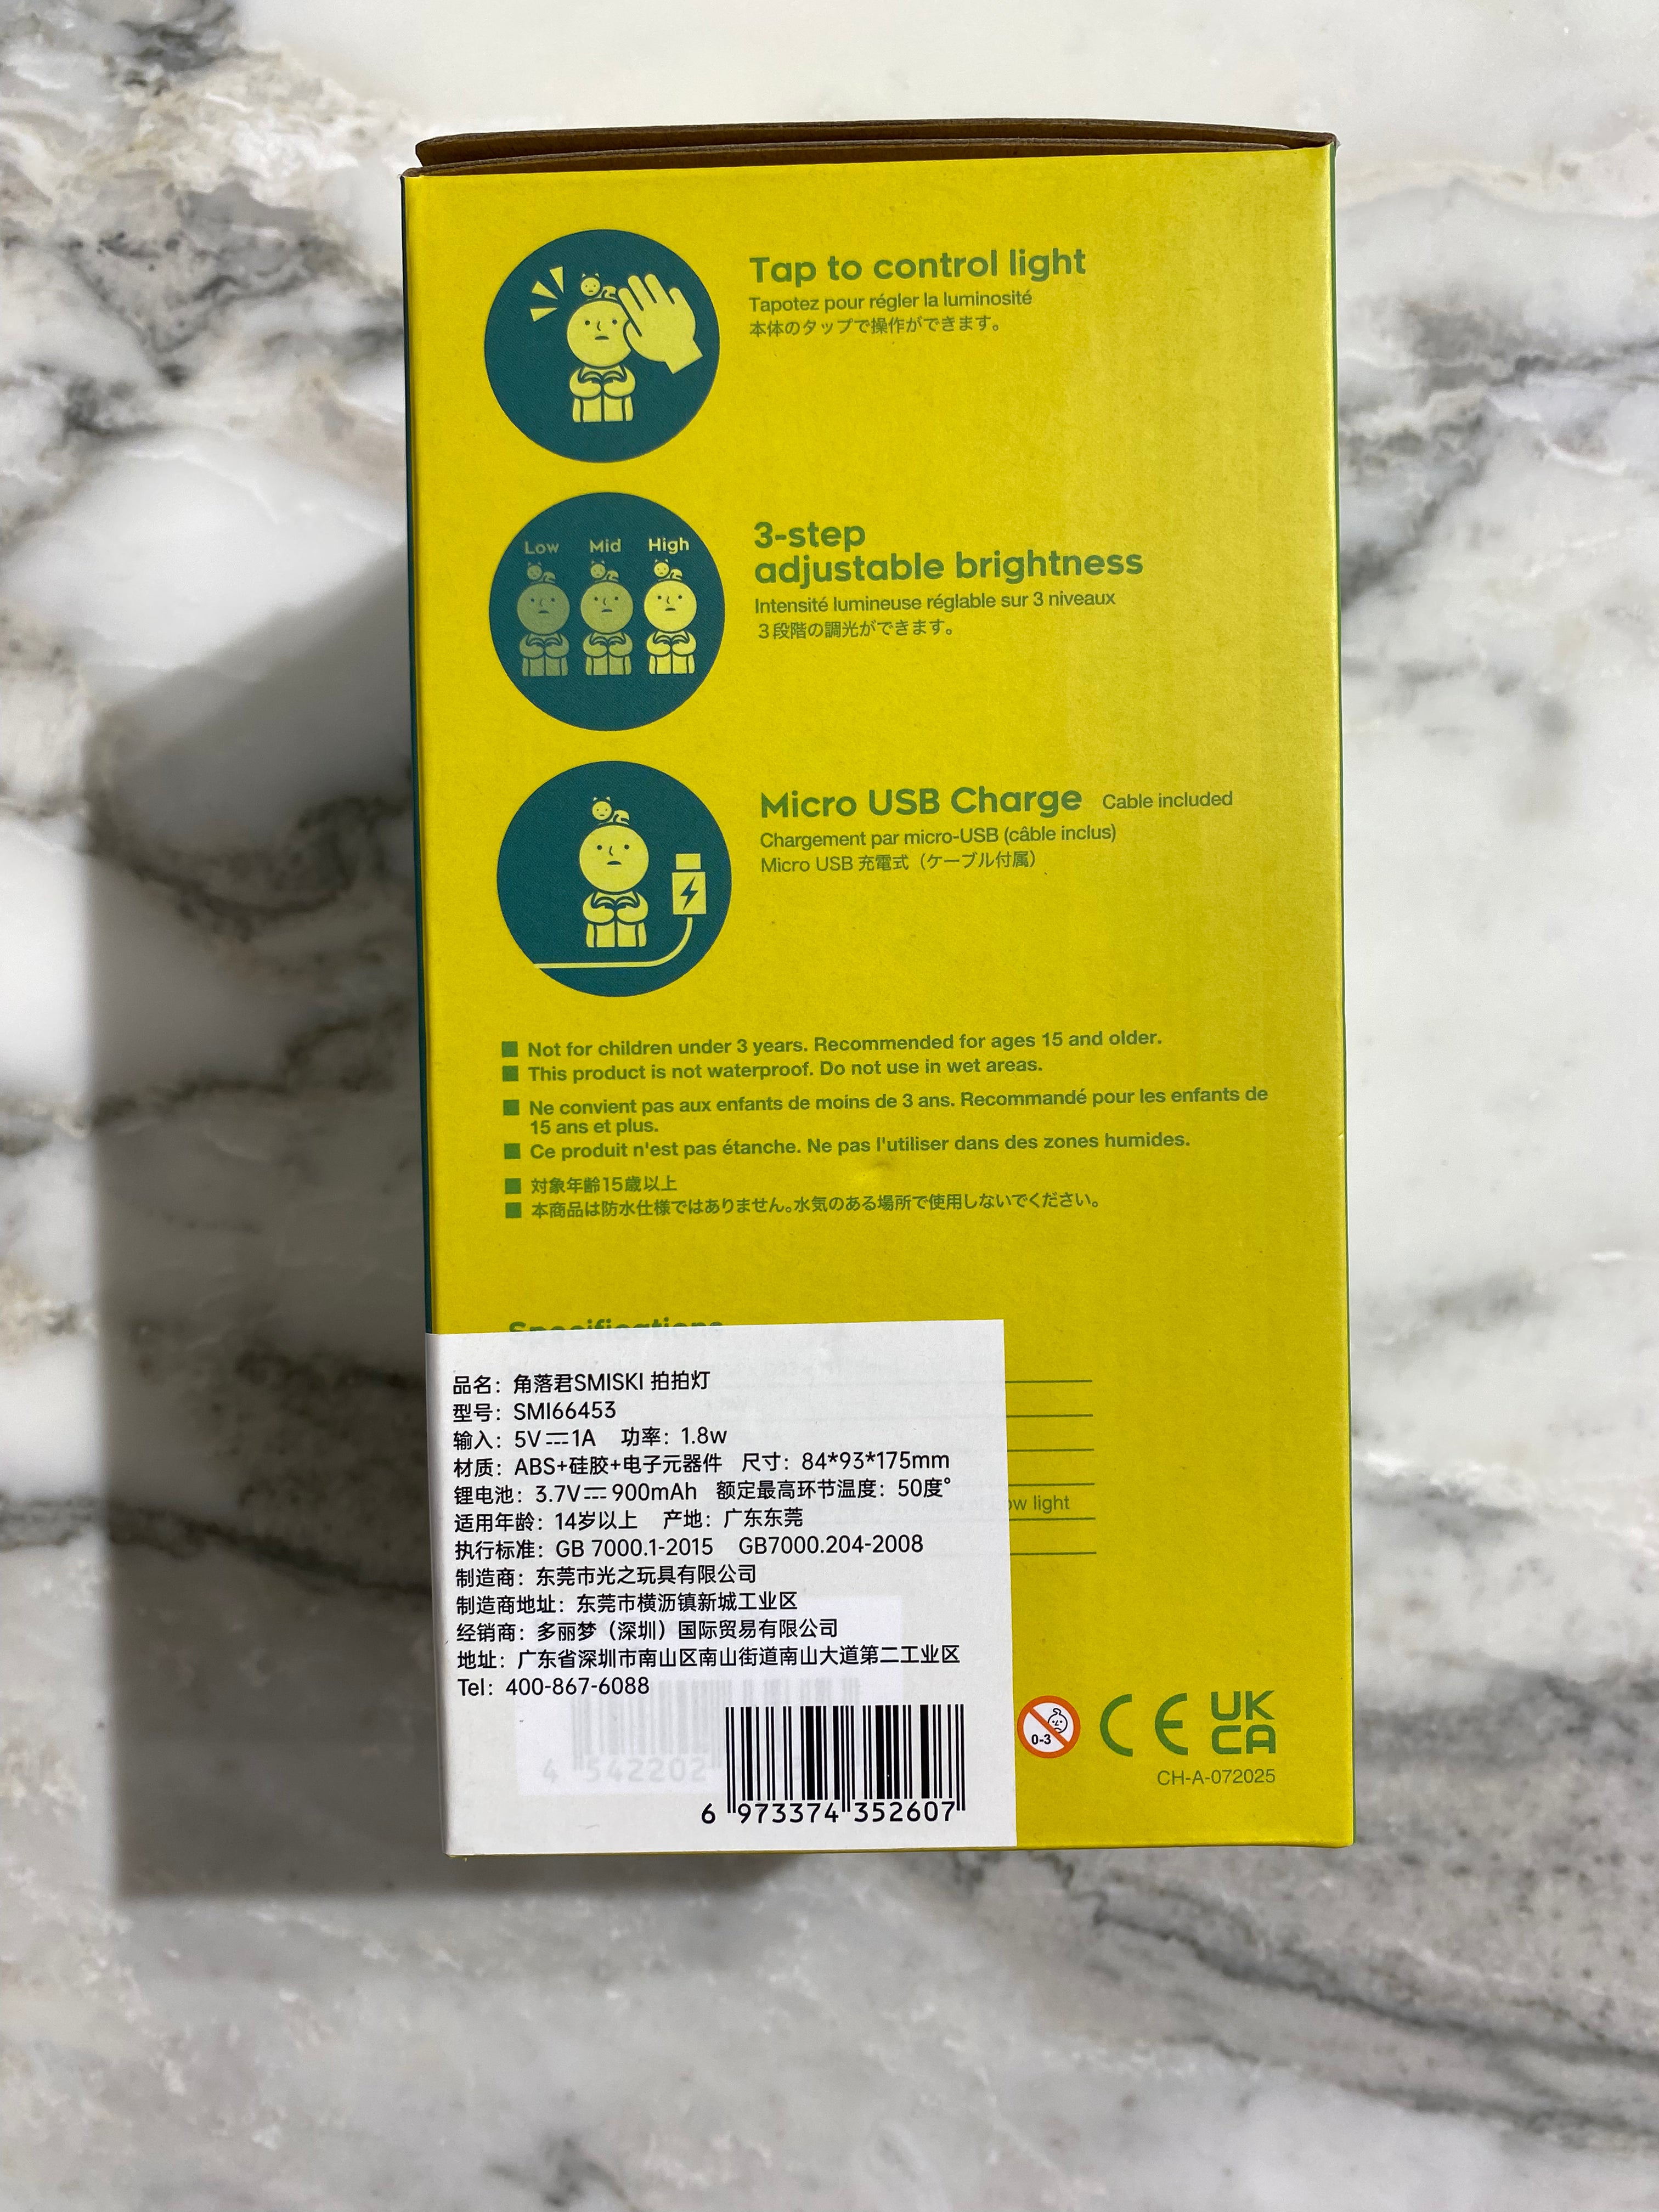 Tap to control light
Tapotez pour régler la luminosité
本体のタップで操作ができます。
Low Mid High
3-step
adjustable brightness
Intensité lumineuse réglable sur 3 niveaux
３段階の調光ができます。
Micro USB Charge Cable included
Chargement par micro-USB (câble inclus)
Micro USB 充電式（ケーブル付属）
■ Not for children under 3 years. Recommended for ages 15 and older.
■ This product is not waterproof. Do not use in wet areas.
■ Ne convient pas aux enfants de moins de 3 ans. Recommandé pour les enfants de
15 ans et plus.
■ Ce produit n'est pas étanche. Ne pas l'utiliser dans des zones humides.
■ 対象年齢15歳以上
■ 本商品は防水仕様ではありません。水気のある場所で使用しないでください。
Specifications
品名：角落君SMISKI 拍拍灯
型号：SMI66453
输入：5V⎓1A 功率：1.8w
材质：ABS+硅胶+电子元器件 尺寸：84*93*175mm
锂电池：3.7V⎓900mAh 额定最高环节温度：50度°
light
适用年龄：14岁以上 产地：广东东莞
执行标准：GB 7000.1-2015 GB7000.204-2008
制造商：东莞市光之玩具有限公司
制造商地址：东莞市横沥镇新城工业区
经销商：多丽梦（深圳）国际贸易有限公司
地址：广东省深圳市南山区南山街道南山大道第二工业区
Tel：400-867-6088
4 542202
6 973374 352607
0-3
CE UK CA
CH-A-072025